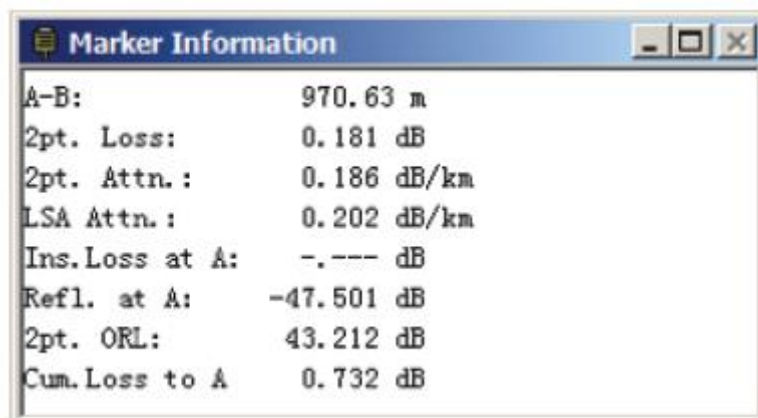 Marker Information
A-B: 970.63 m
2pt. Loss: 0.181 dB
2pt. Attn.: 0.186 dB/km
LSA Attn.: 0.202 dB/km
Ins.Loss at A: -.--- dB
Refl. at A: -47.501 dB
2pt. ORL: 43.212 dB
Cum.Loss to A 0.732 dB